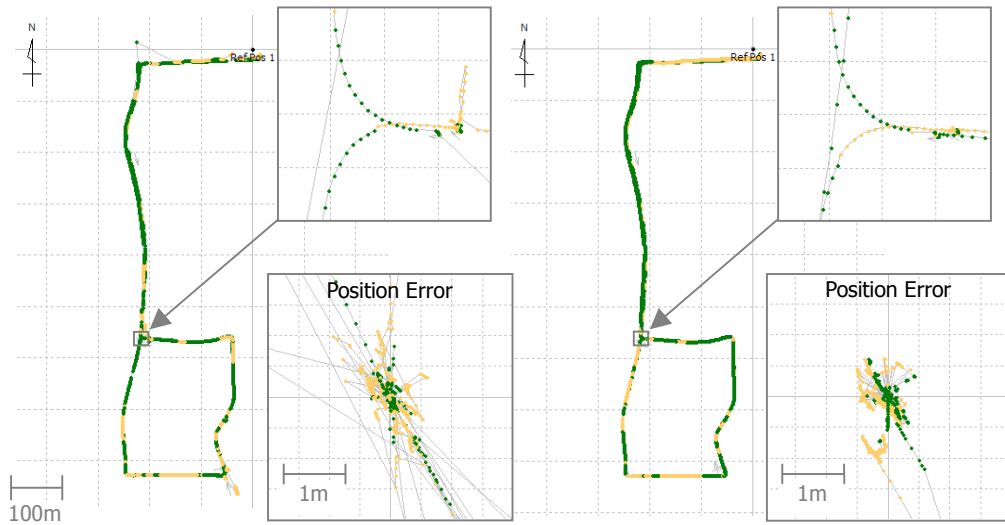 N
Ref Pos 1
Position Error
1m
100m
N
Ref Pos 1
Position Error
1m